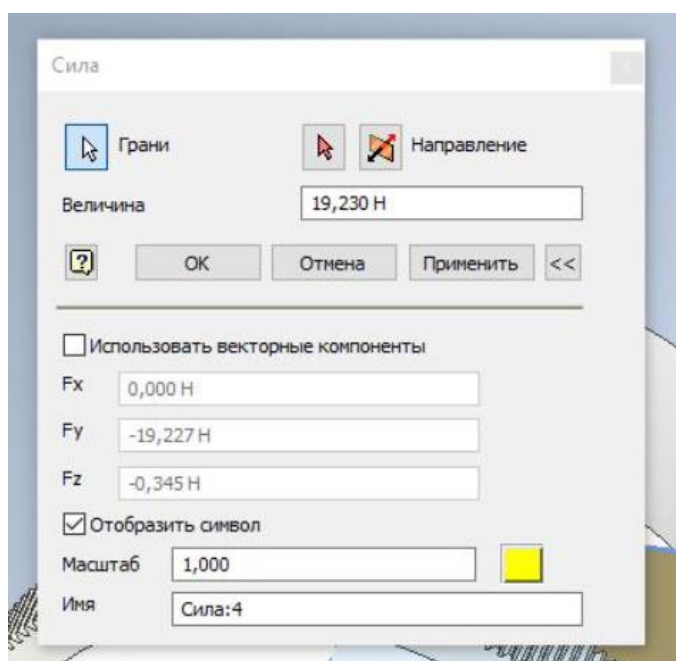 Сила
Грани Направление
Величина 19,230 Н
? ОК Отмена Применить <<
Использовать векторные компоненты
Fx 0,000 Н
Fy -19,227 Н
Fz -0,345 Н
Отобразить символ
Масштаб 1,000
Имя Сила:4